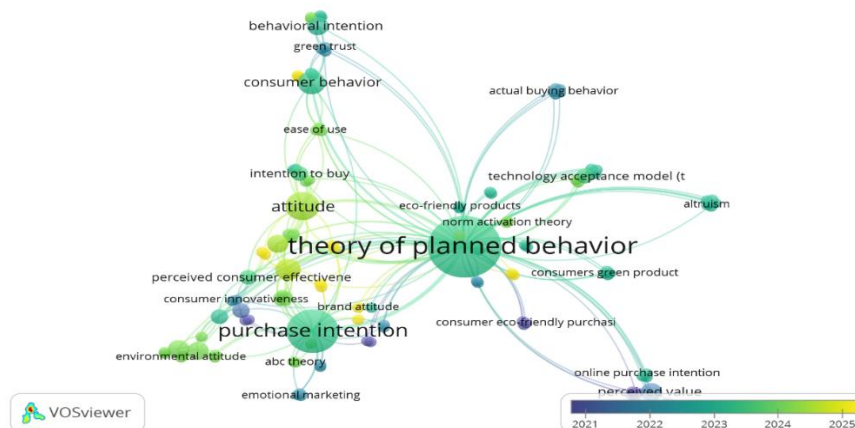 behavioral intention
green trust
consumer behavior
actual buying behavior
ease of use
intention to buy
technology acceptance model (t
attitude
eco-friendly products
altruism
norm activation theory
theory of planned behavior
perceived consumer effectivene
consumers green product
consumer innovativeness
brand attitude
purchase intention
consumer eco-friendly purchasi
environmental attitude
abc theory
online purchase intention
emotional marketing
perceived value
VOSviewer
2021 2022 2023 2024 2025